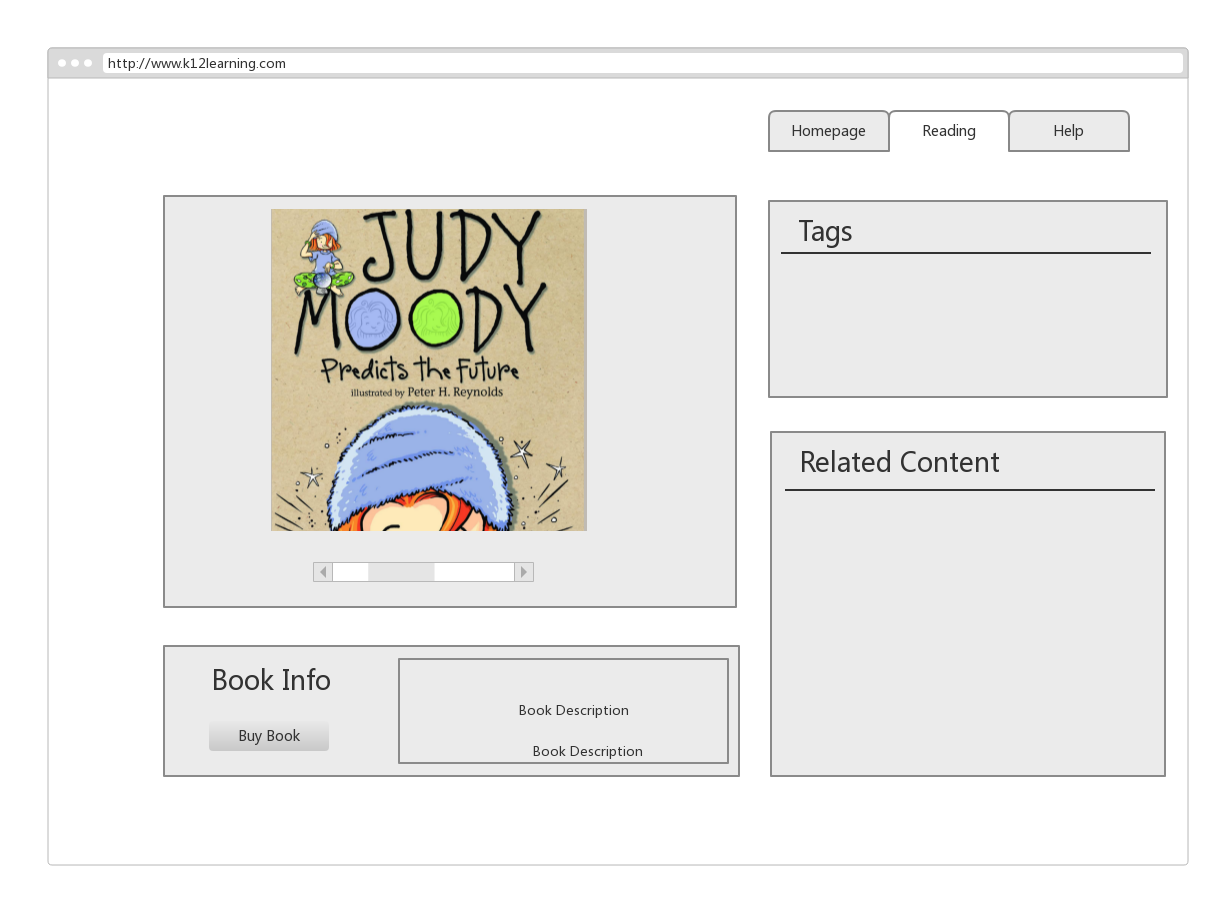 http://www.k12learning.com
Homepage
Reading
Help
JUDY
MOODY
Predicts the Future
illustrated by Peter H. Reynolds
Tags
Related Content
Book Info
Buy Book
Book Description
Book Description